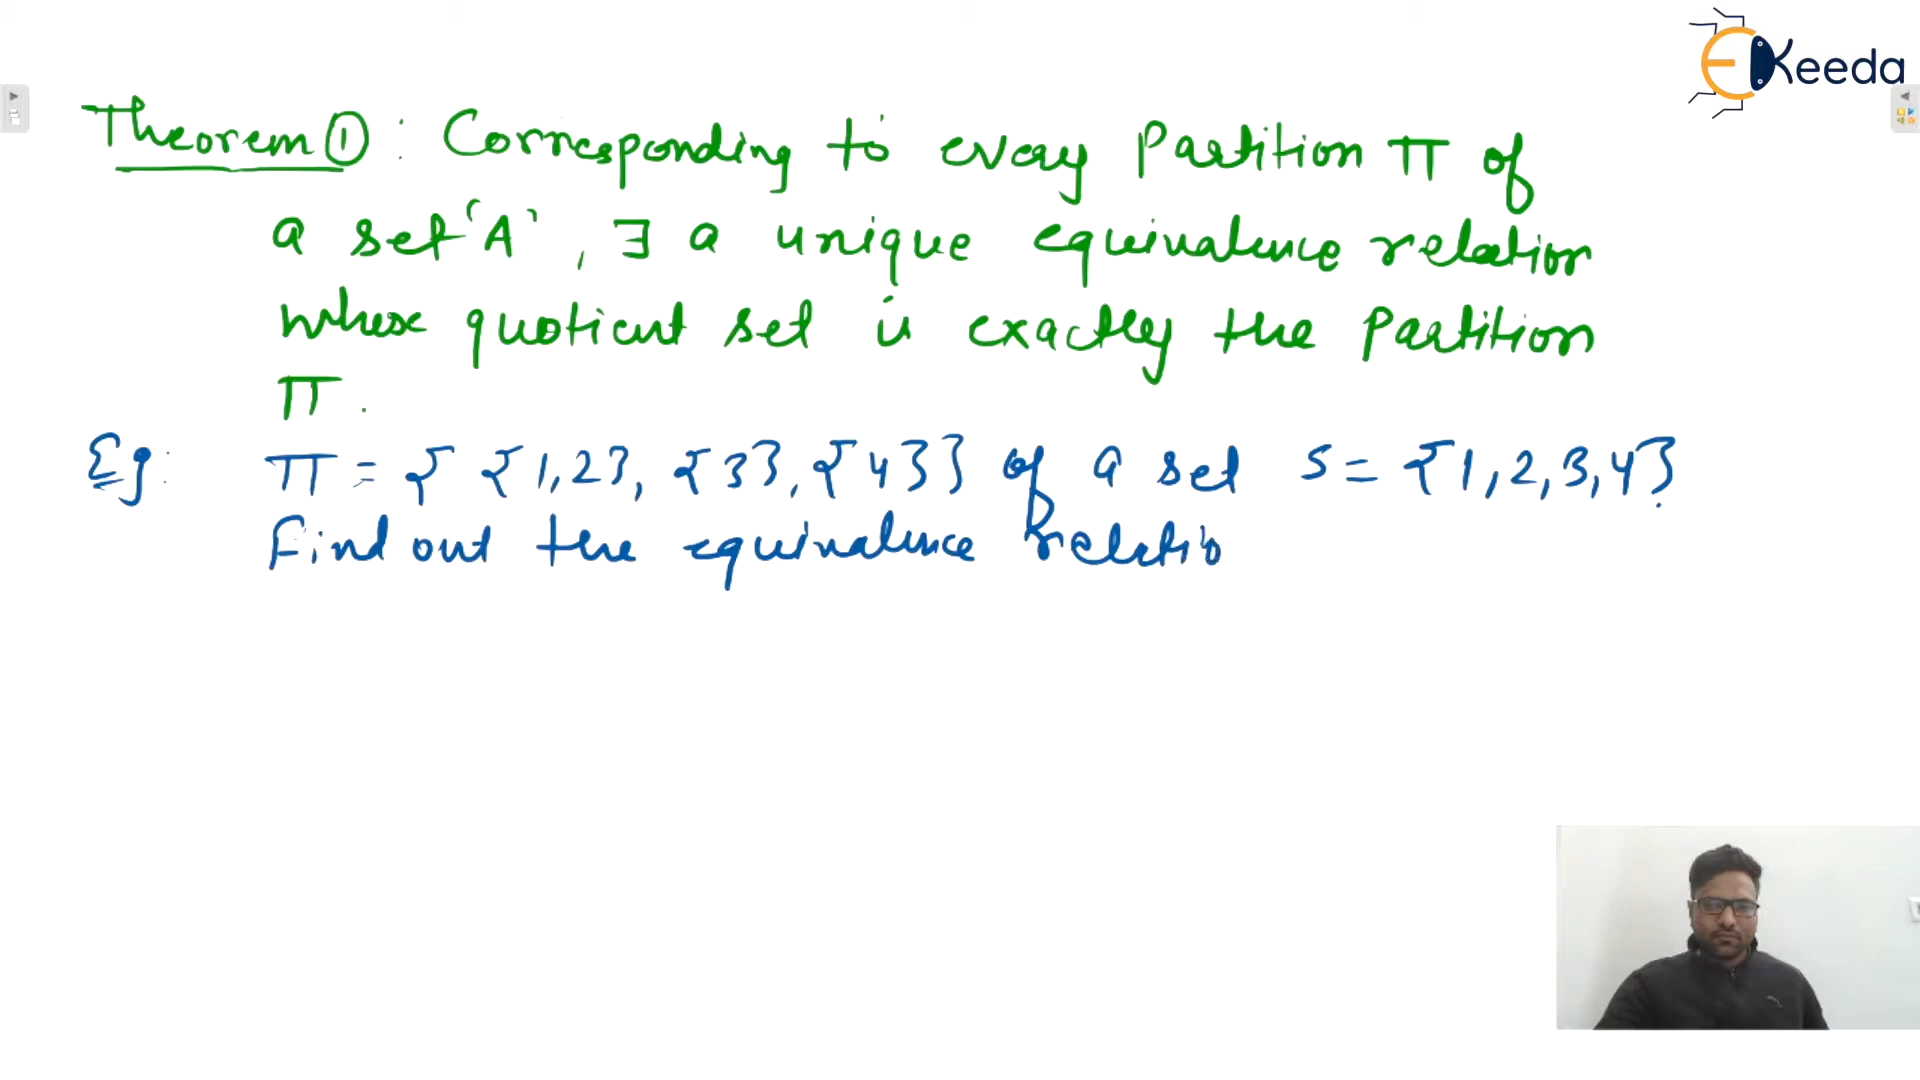 EKeeda
Theorem ① : Corresponding to every Partition Π of
a set 'A', ∃ a unique equivalence relation
whose quotient set is exactly the Partition
Π.
Eg: Π = { {1,2}, {3}, {4}} of a set S = {1,2,3,4}
Find out the equivalence relatio